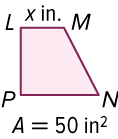 L x in. M
P N
A = 50 in²